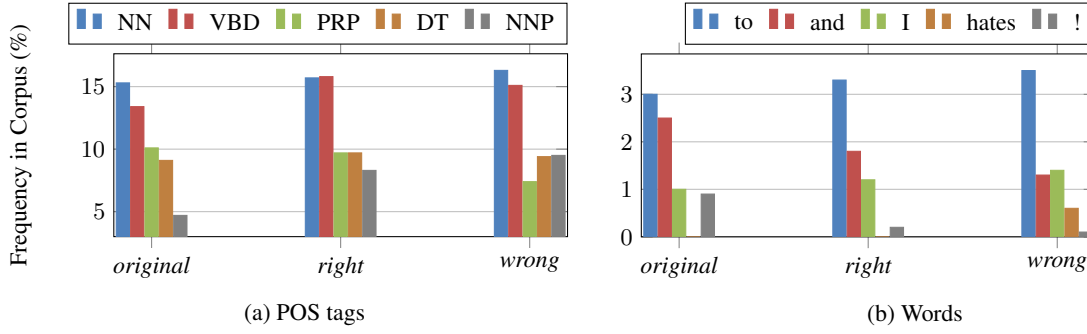 NN VBD PRP DT NNP
to and I hates !
Frequency in Corpus (%)
15
10
5
original right wrong
(a) POS tags
3
2
1
0
original right wrong
(b) Words